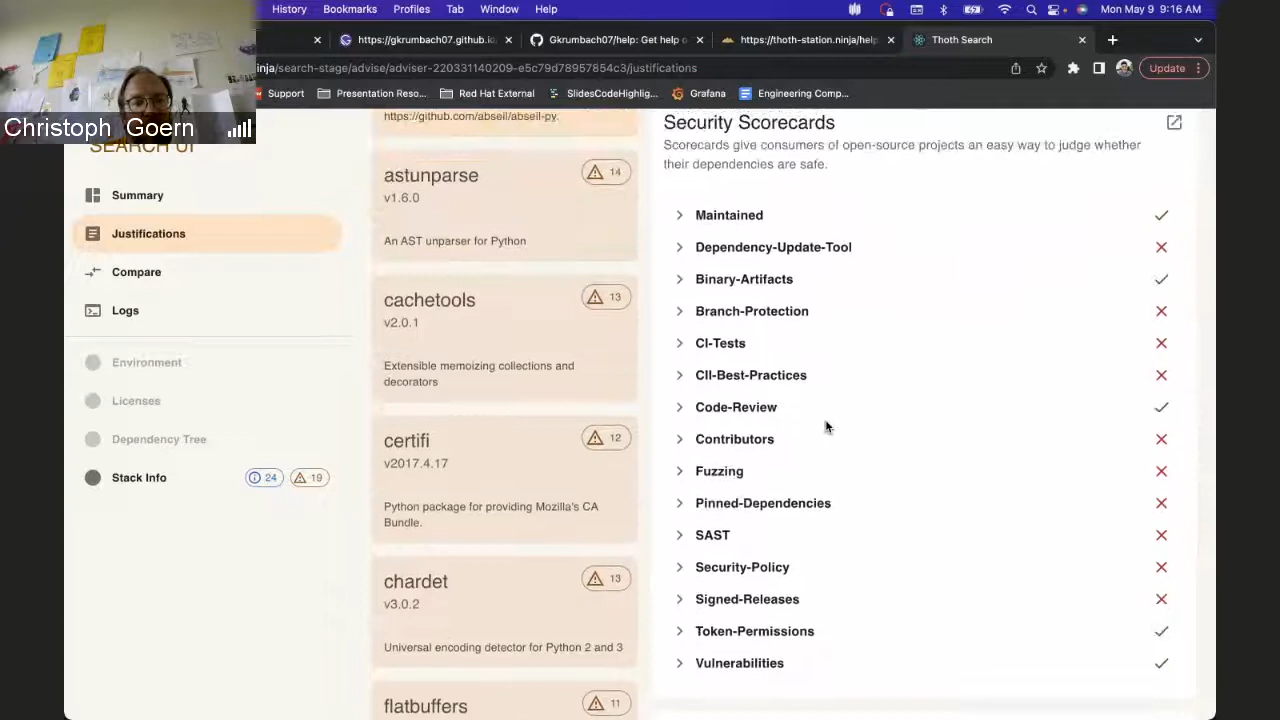 History Bookmarks Profiles Tab Window Help Mon May 9 9:16 AM
https://gkrumbach07.github.io Gkrumbach07/help: Get help o https://thoth-station.ninja/help Thoth Search
inja/search-stage/advise/adviser-220331140209-e5c79d78957854c3/justifications Update
Support Presentation Reso... Red Hat External SlidesCodeHighlig... Grafana Engineering Comp...
Christoph Goern
SEARCH UI
Summary
Justifications
Compare
Logs
Environment
Licenses
Dependency Tree
Stack Info 24 19
https://github.com/abseil/abseil-py.
astunparse 14
v1.6.0
An AST unparser for Python
cachetools 13
v2.0.1
Extensible memoizing collections and
decorators
certifi 12
v2017.4.17
Python package for providing Mozilla's CA
Bundle.
chardet 13
v3.0.2
Universal encoding detector for Python 2 and 3
flatbuffers 11
Security Scorecards
Scorecards give consumers of open-source projects an easy way to judge whether
their dependencies are safe.
Maintained
Dependency-Update-Tool
Binary-Artifacts
Branch-Protection
CI-Tests
CII-Best-Practices
Code-Review
Contributors
Fuzzing
Pinned-Dependencies
SAST
Security-Policy
Signed-Releases
Token-Permissions
Vulnerabilities